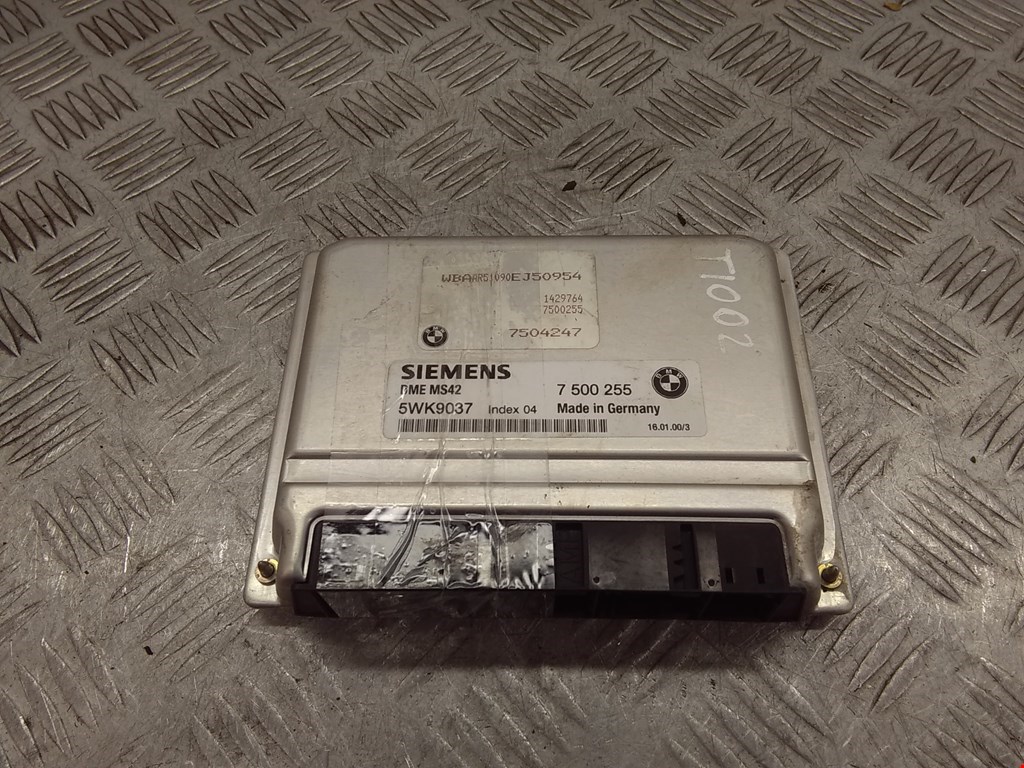 WBAAR51090EJ50954
1429764
7500255
7504247
SIEMENS
DME MS42 7 500 255
5WK9037 Index 04 Made in Germany
16.01.00/3
BMW
T1002